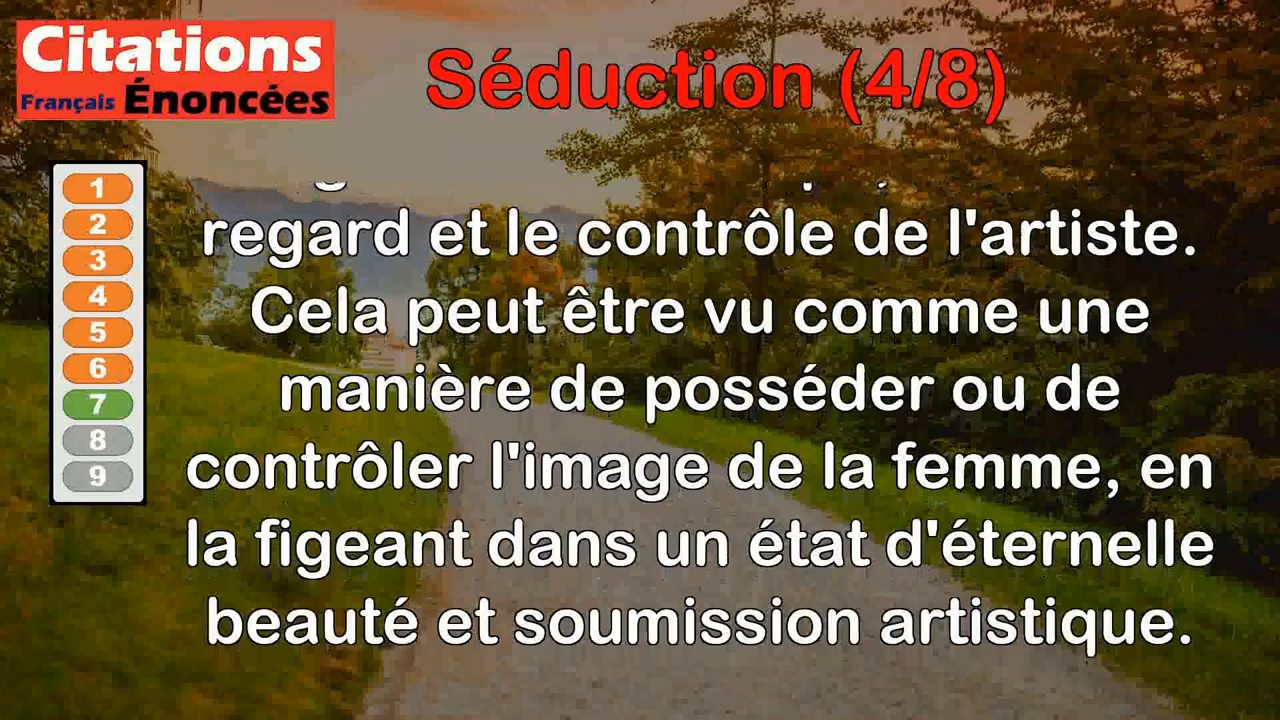 Citations
Français Énoncées
Séduction (4/8)
1
2
3
4
5
6
7
8
9
regard et le contrôle de l'artiste.
Cela peut être vu comme une
manière de posséder ou de
contrôler l'image de la femme, en
la figeant dans un état d'éternelle
beauté et soumission artistique.